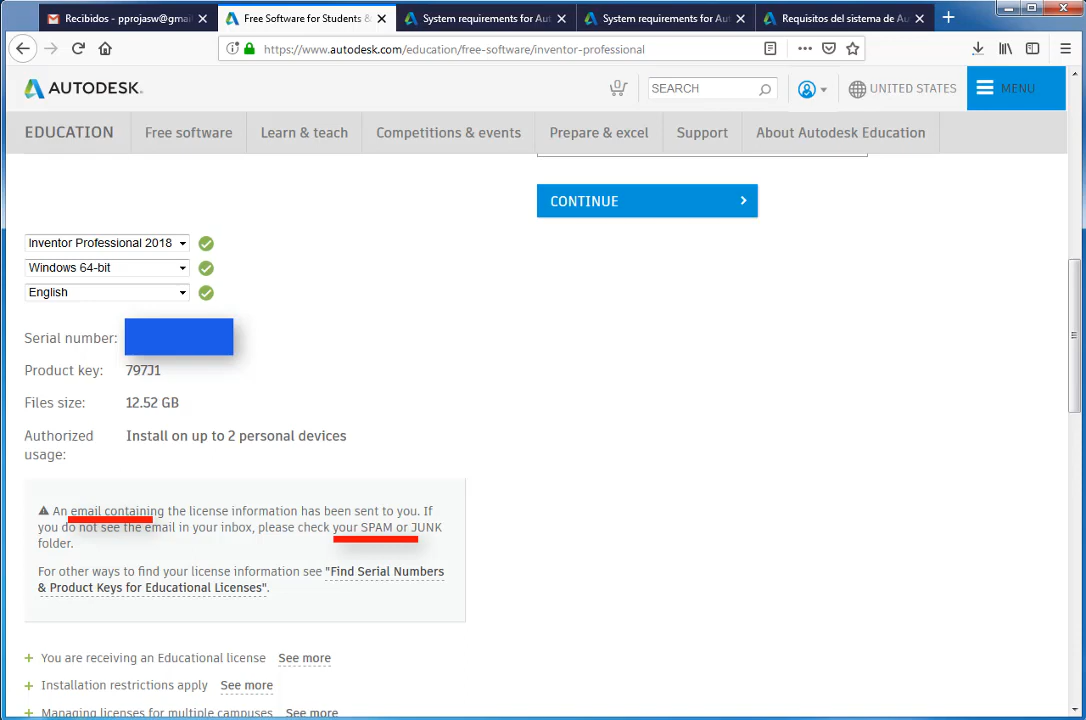 Recibidos - pprojasw@gmai
Free Software for Students &
System requirements for Aut
System requirements for Aut
Requisitos del sistema de Au
https://www.autodesk.com/education/free-software/inventor-professional
AUTODESK.
0
SEARCH
UNITED STATES
MENU
EDUCATION
Free software
Learn & teach
Competitions & events
Prepare & excel
Support
About Autodesk Education
CONTINUE
Inventor Professional 2018
Windows 64-bit
English
Serial number:
Product key: 797J1
Files size: 12.52 GB
Authorized Install on up to 2 personal devices
usage:
An email containing the license information has been sent to you. If
you do not see the email in your inbox, please check your SPAM or JUNK
folder.
For other ways to find your license information see "Find Serial Numbers
& Product Keys for Educational Licenses".
+ You are receiving an Educational license See more
+ Installation restrictions apply See more
+ Managing licenses for multiple campuses See more